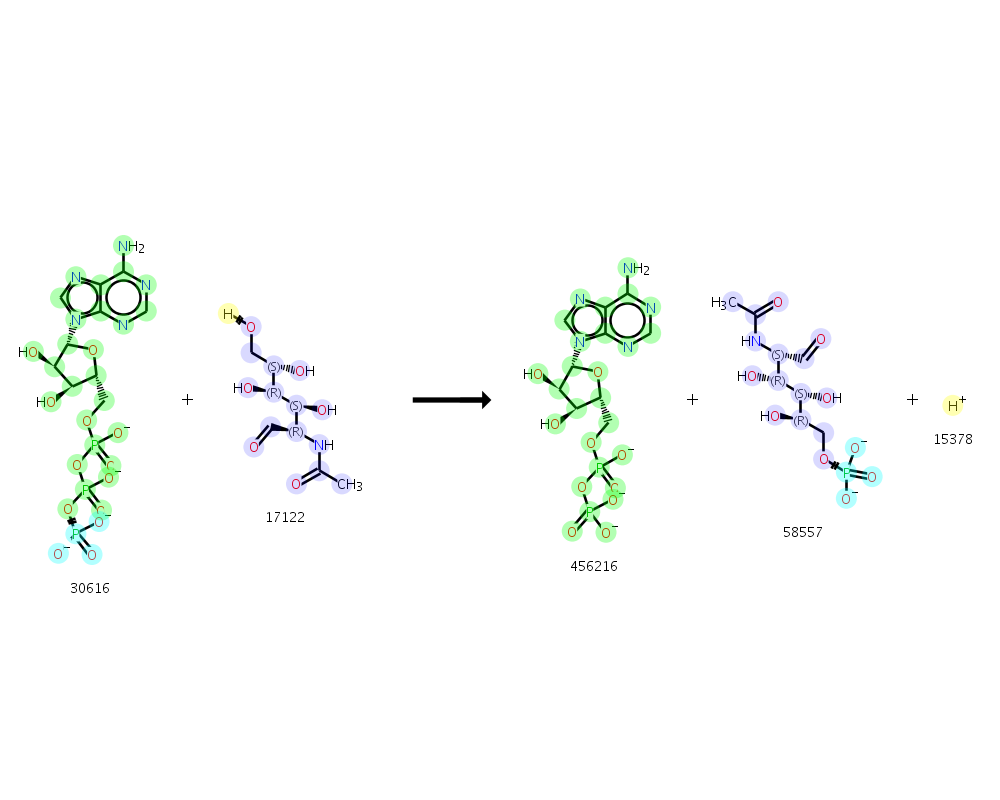 NH2
N N
N N
HO O
HO
O
O O−
P
O O
O−
P
O O
O−
P
O− O
30616
+
H
O
(S) OH
HO (R)
(S) OH
(R)
O NH
O CH3
17122
NH2
N N
N N
HO O
HO
O
O−
P
O O
O−
P
O O−
456216
+
H3C O
HN O
(S)
HO (R)
(S) OH
HO (R)
O O−
P O
O−
58557
+
H+
15378